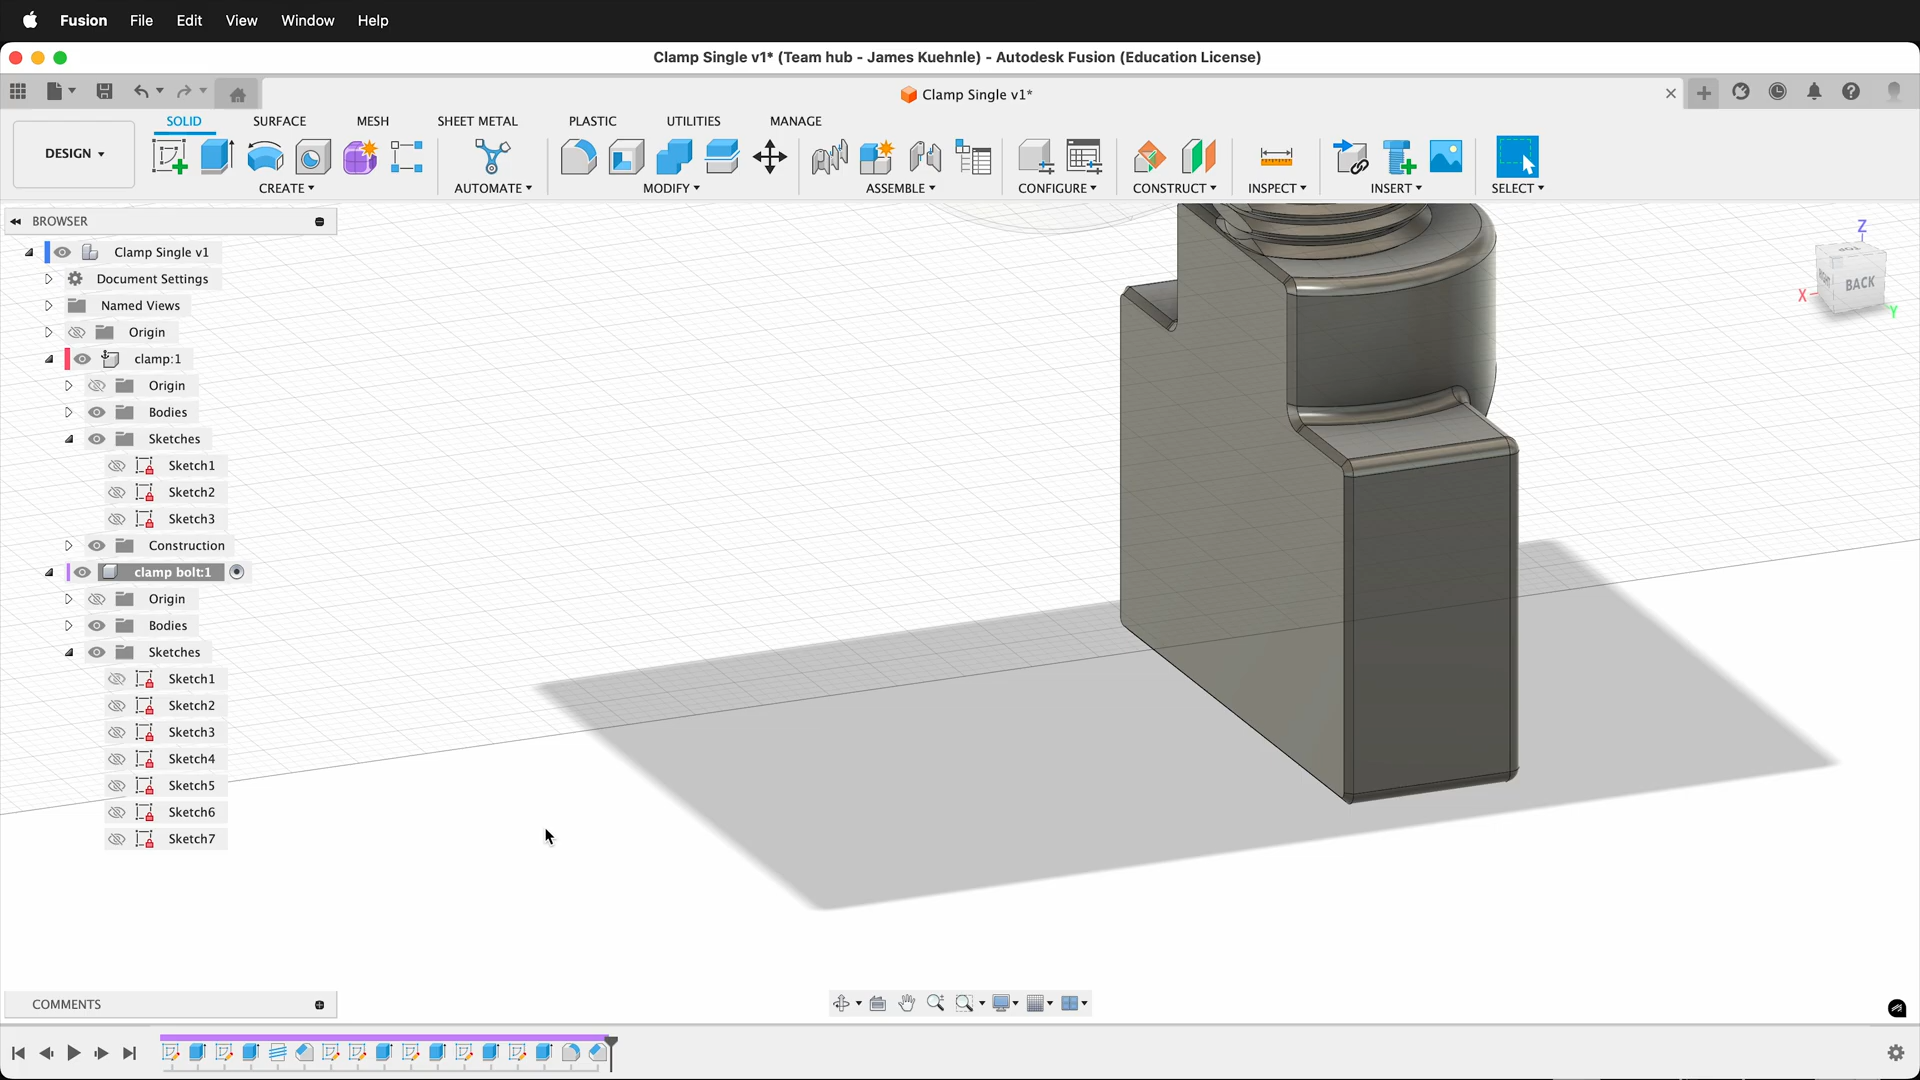 Fusion File Edit View Window Help
Clamp Single v1* (Team hub - James Kuehnle) - Autodesk Fusion (Education License)
Clamp Single v1*
SOLID SURFACE MESH SHEET METAL PLASTIC UTILITIES MANAGE
DESIGN
CREATE AUTOMATE MODIFY ASSEMBLE CONFIGURE CONSTRUCT INSPECT INSERT SELECT
BROWSER
Clamp Single v1
Document Settings
Named Views
Origin
clamp:1
Origin
Bodies
Sketches
Sketch1
Sketch2
Sketch3
Construction
clamp bolt:1
Origin
Bodies
Sketches
Sketch1
Sketch2
Sketch3
Sketch4
Sketch5
Sketch6
Sketch7
Z
TOP
BACK
X
Y
COMMENTS